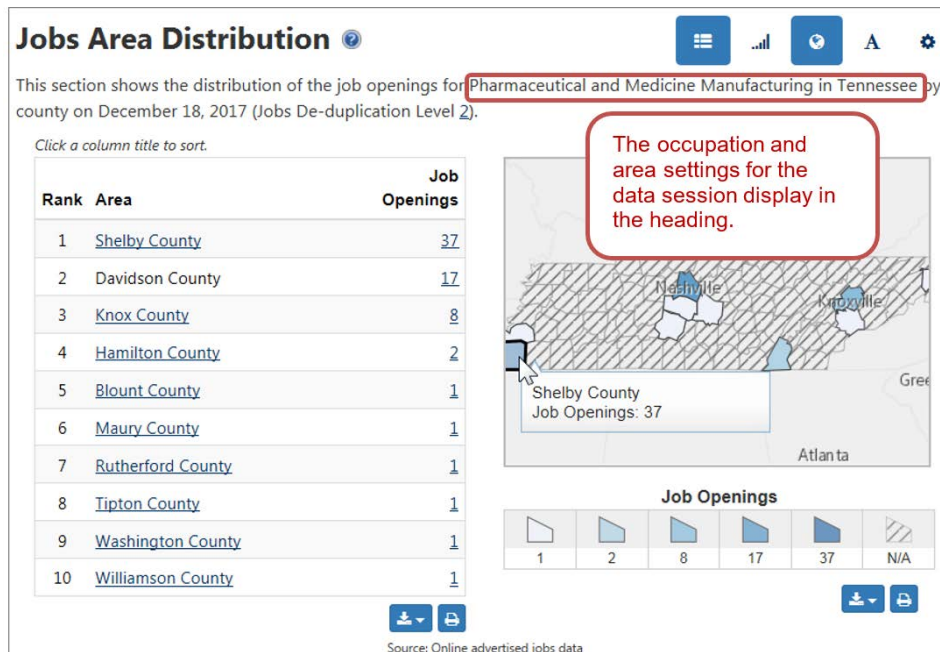 Jobs Area Distribution ?
A
This section shows the distribution of the job openings for Pharmaceutical and Medicine Manufacturing in Tennessee by
county on December 18, 2017 (Jobs De-duplication Level 2).
Click a column title to sort.
Rank Area Job Openings
1 Shelby County 37
2 Davidson County 17
3 Knox County 8
4 Hamilton County 2
5 Blount County 1
6 Maury County 1
7 Rutherford County 1
8 Tipton County 1
9 Washington County 1
10 Williamson County 1
The occupation and
area settings for the
data session display in
the heading.
Nashville
Knoxville
Gree
Shelby County
Job Openings: 37
Atlanta
Job Openings
1 2 8 17 37 N/A
Source: Online advertised jobs data